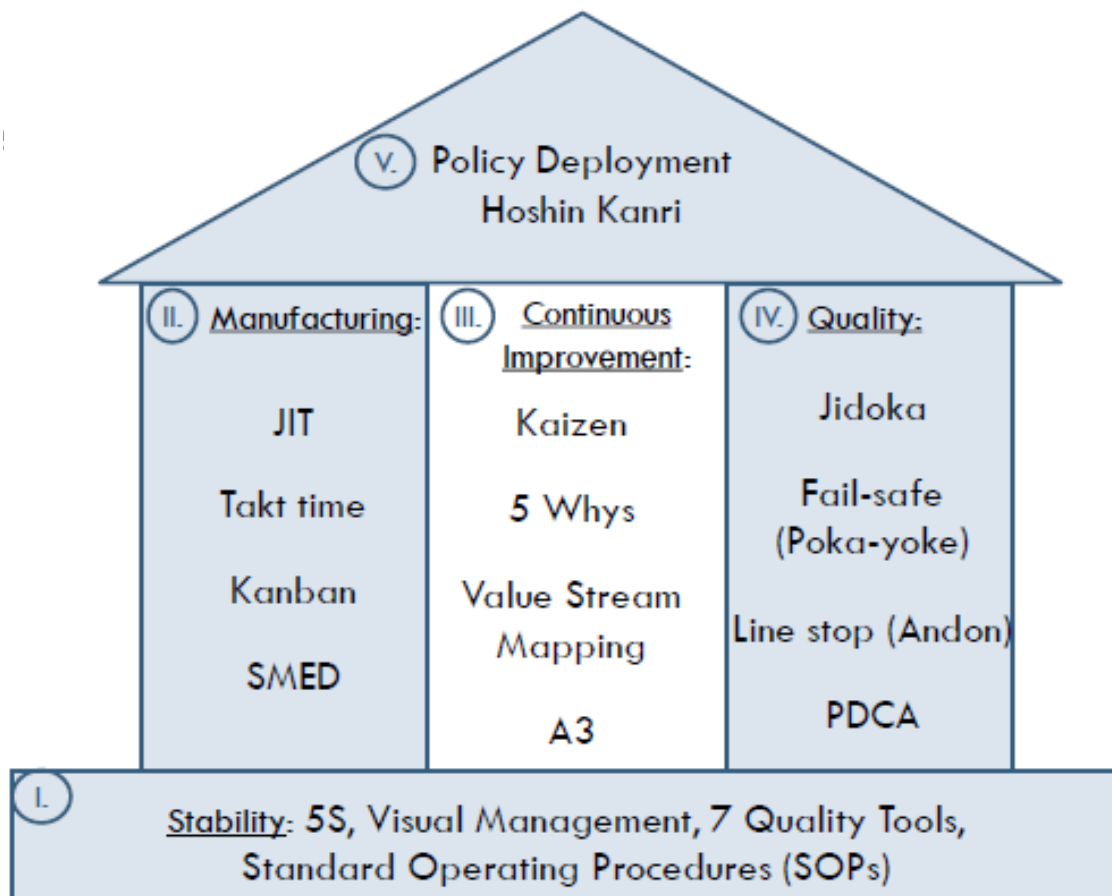 V. Policy Deployment
Hoshin Kanri
II. Manufacturing:
JIT
Takt time
Kanban
SMED
III. Continuous
Improvement:
Kaizen
5 Whys
Value Stream
Mapping
A3
IV. Quality:
Jidoka
Fail-safe
(Poka-yoke)
Line stop (Andon)
PDCA
I.
Stability: 5S, Visual Management, 7 Quality Tools,
Standard Operating Procedures (SOPs)